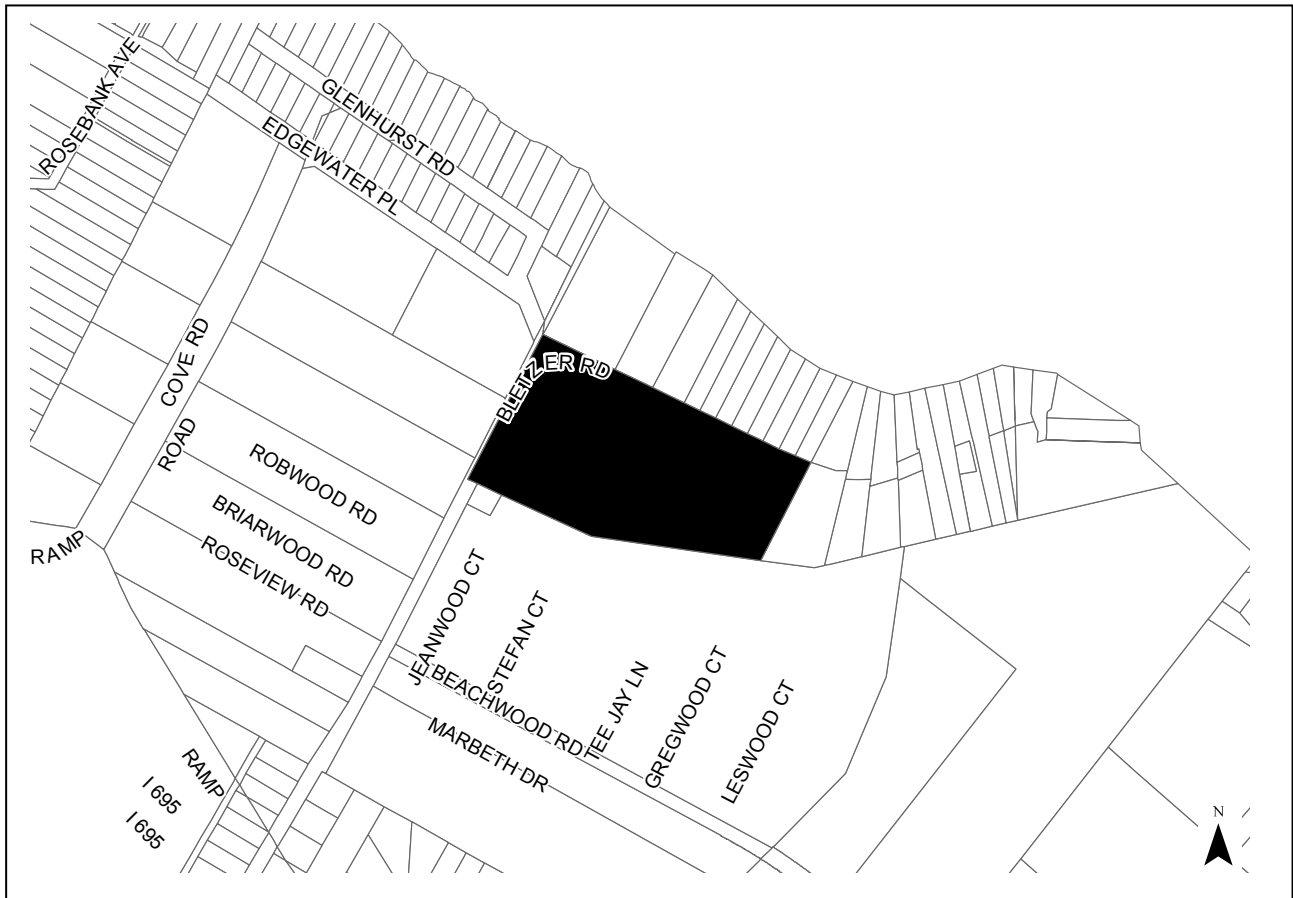 ROSEBANK AVE
GLENHURST RD
EDGEWATER PL
COVE RD
BLETZER RD
ROAD
ROBWOOD RD
BRIARWOOD RD
ROSEVIEW RD
RAMP
JEANWOOD CT
STEFAN CT
TEE JAY LN
GREGWOOD CT
LESWOOD CT
BEACHWOOD RD
MARBETH DR
RAMP
I 695
I 695
N